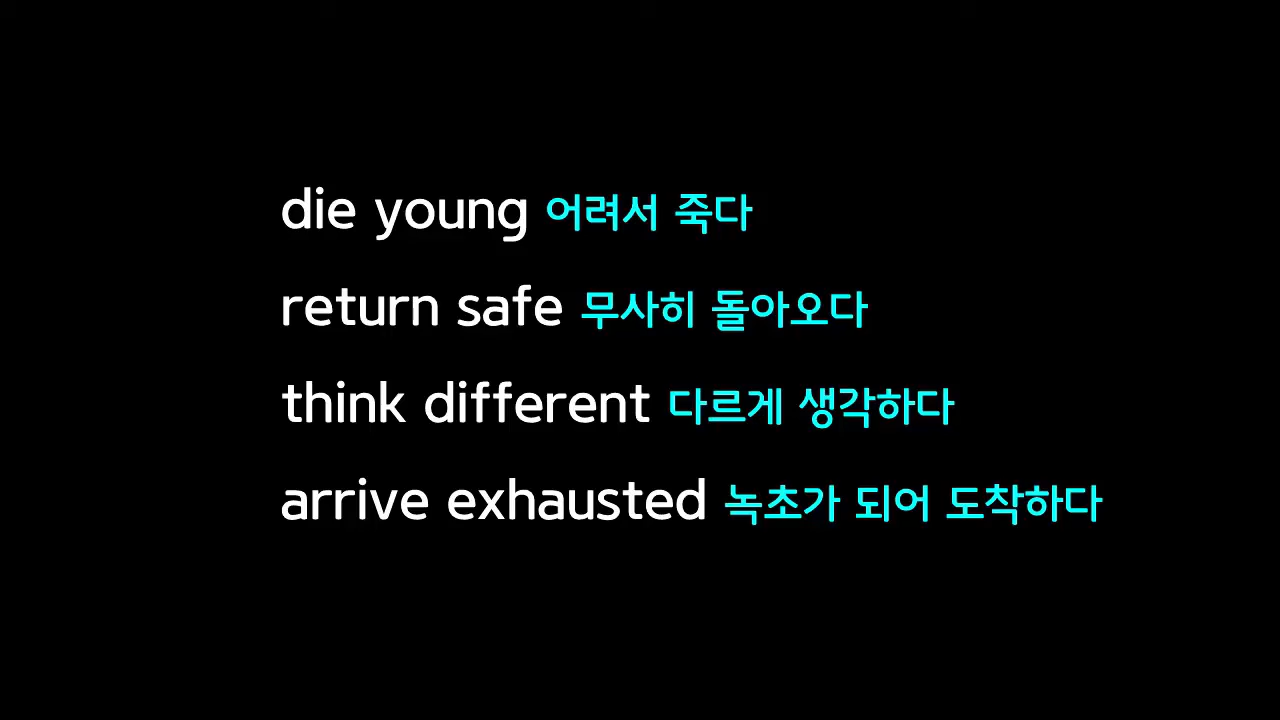 die young 어려서 죽다
return safe 무사히 돌아오다
think different 다르게 생각하다
arrive exhausted 녹초가 되어 도착하다